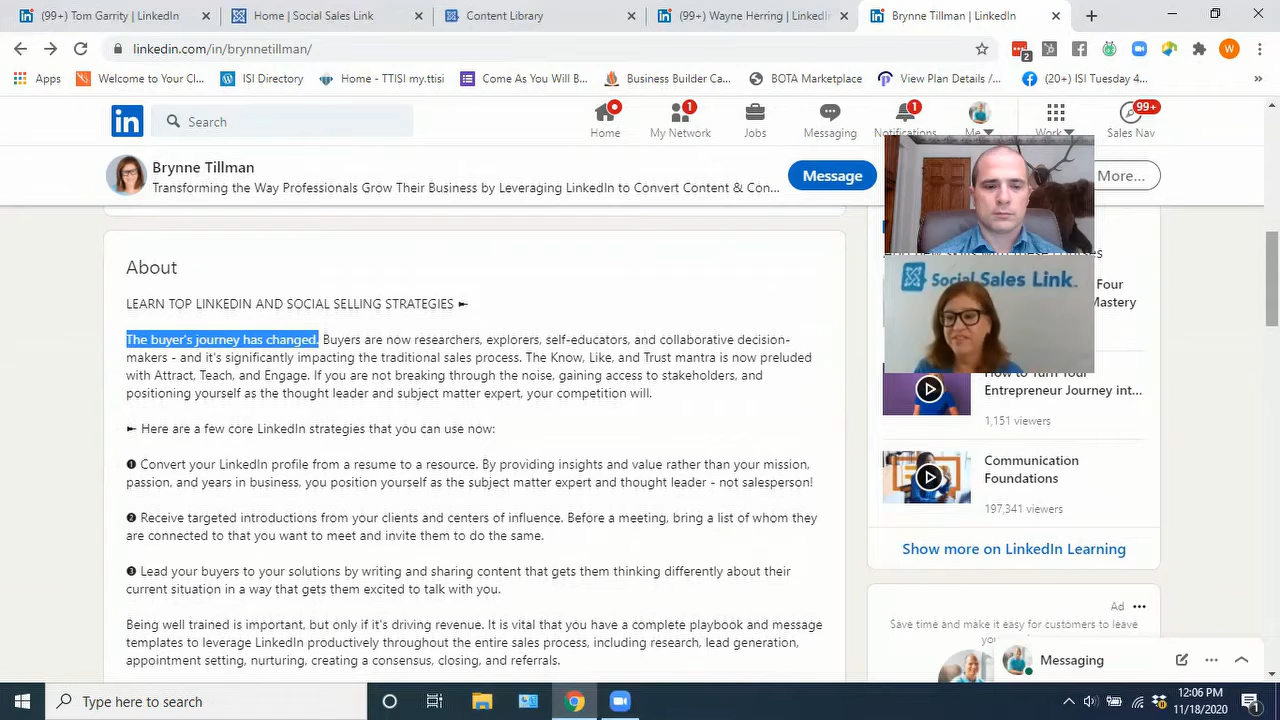 (99+) Tom Garritty | LinkedIn
Home | Social Sales Link
Content Library
(99+) Wayne Herring | LinkedIn
Brynne Tillman | LinkedIn
linkedin.com/in/brynnetillman/
2
W
Apps
Welcome to Your Cl...
ISI Directory
Home - TTISI my.ttisi
Come As You Will B...
Business Builder Ca...
BOTA Marketplace
View Plan Details /...
(20+) ISI Tuesday 4...
»
in
Search
Home
1
My Network
Jobs
Messaging
1
Notifications
Me
Work
99+
Sales Nav
Brynne Tillman
Transforming the Way Professionals Grow Their Business by Leveraging LinkedIn to Convert Content & Con...
Message
More...
About
LEARN TOP LINKEDIN AND SOCIAL SELLING STRATEGIES ►
The buyer's journey has changed. Buyers are now researchers, explorers, self-educators, and collaborative decision-
makers - and it's significantly impacting the traditional sales process. The Know, Like, and Trust mantra is now preluded
with Attract, Teach, and Engage. If you are not breaking through the noise, gaining access to stakeholders, and
positioning yourself as the thought leader and subject matter expert, your competition will.
► Here are a few core LinkedIn strategies that you can use now:
❶ Convert your LinkedIn profile from a resume to a resource. By providing insights and value rather than your mission,
passion, and years in business, you position yourself as the subject matter expert and thought leader - not salesperson!
❷ Receive targeted introductions from your clients and centers of influence. Before a meeting, bring a list of whom they
are connected to that you want to meet and invite them to do the same.
❸ Lead your buyers to your solutions by writing and sharing content that gets them thinking differently about their
current situation in a way that gets them excited to talk with you.
Being well trained is important, but only if it's driving revenue. It is vital that you have a complete playbook and message
templates to leverage LinkedIn productively throughout the entire sales process, including research, lead generation,
appointment setting, nurturing, creating a consensus, closing, and referrals.
Social Sales Link
Four
Mastery
How to Turn Your
Entrepreneur Journey int...
1,151 viewers
Communication
Foundations
197,341 viewers
Show more on LinkedIn Learning
Ad
Save time and make it easy for customers to leave
Messaging
Type here to search
12:06 PM
11/18/2020
1